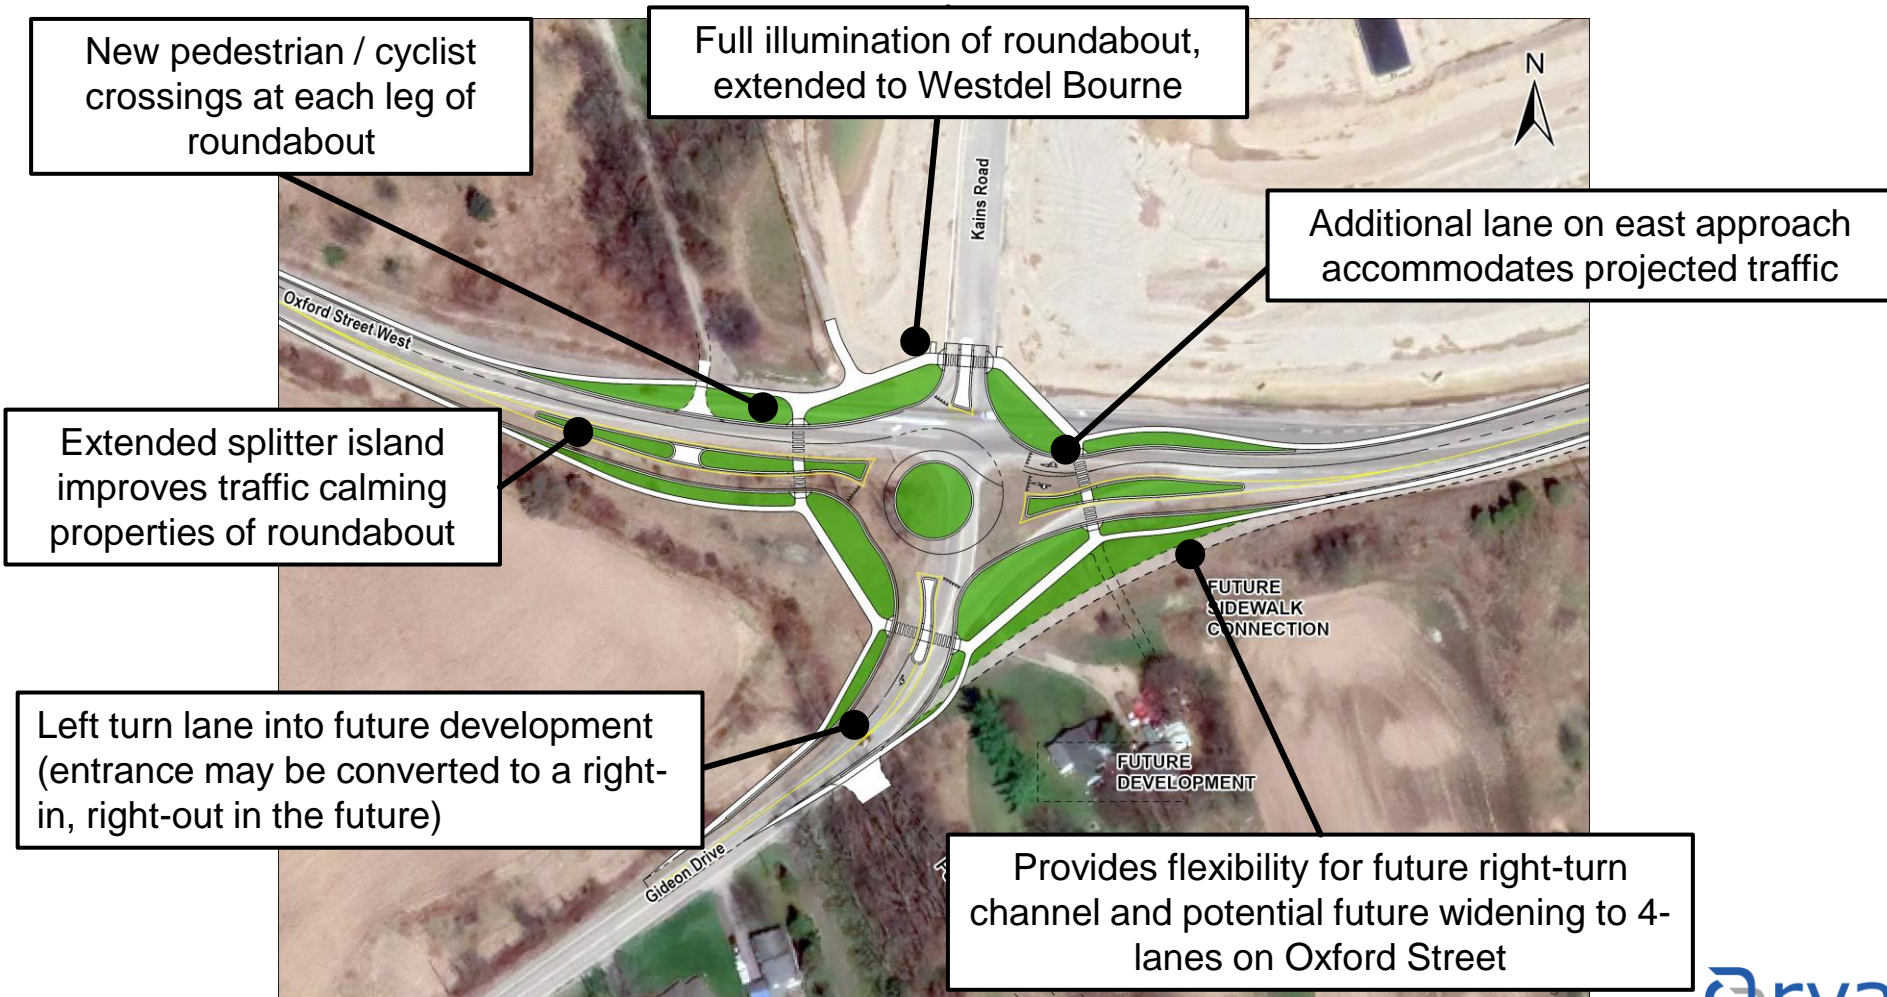 New pedestrian / cyclist
crossings at each leg of
roundabout
Full illumination of roundabout,
extended to Westdel Bourne
N
Kains Road
Additional lane on east approach
accommodates projected traffic
Oxford Street West
Extended splitter island
improves traffic calming
properties of roundabout
FUTURE
SIDEWALK
CONNECTION
Left turn lane into future development
(entrance may be converted to a right-
in, right-out in the future)
FUTURE
DEVELOPMENT
Gideon Drive
Provides flexibility for future right-turn
channel and potential future widening to 4-
lanes on Oxford Street